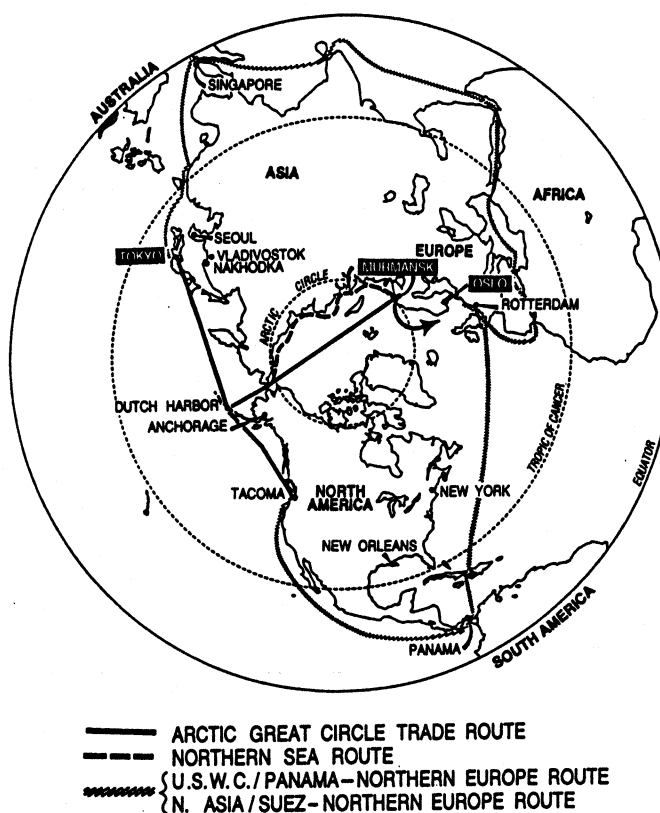 AUSTRALIA
SINGAPORE
ASIA
AFRICA
SEOUL
TOKYO
VLADIVOSTOK
NAKHODKA
EUROPE
MURMANSK
OSLO
ROTTERDAM
ARCTIC CIRCLE
DUTCH HARBOR
ANCHORAGE
TROPIC OF CANCER
EQUATOR
TACOMA
NORTH
AMERICA
NEW YORK
NEW ORLEANS
PANAMA
SOUTH AMERICA
ARCTIC GREAT CIRCLE TRADE ROUTE
NORTHERN SEA ROUTE
U.S.W.C./PANAMA-NORTHERN EUROPE ROUTE
N. ASIA/SUEZ-NORTHERN EUROPE ROUTE